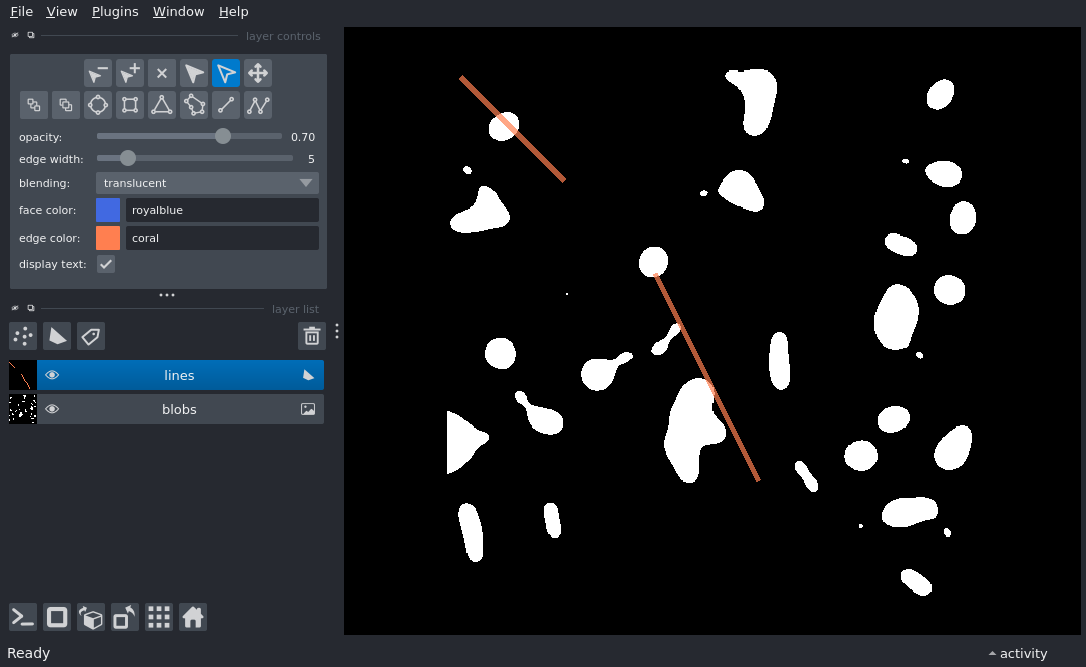 File View Plugins Window Help
layer controls
opacity: 0.70
edge width: 5
blending: translucent
face color: royalblue
edge color: coral
display text:
layer list
lines
blobs
Ready
activity